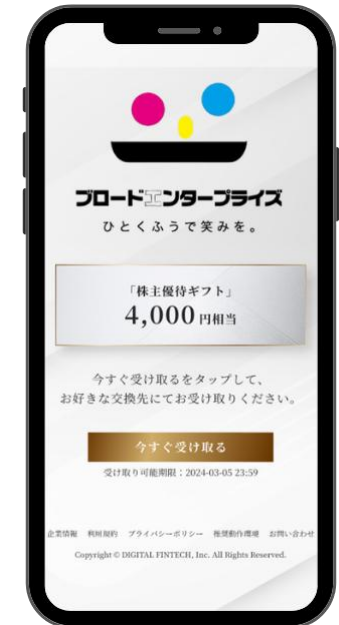 ブロードエンタープライズ
ひとくふうで笑みを。
「株主優待ギフト」
4,000 円相当
今すぐ受け取るをタップして、
お好きな交換先にてお受け取りください。
今すぐ受け取る
受け取り可能期限：2024-03-05 23:59
企業情報 利用規約 プライバシーポリシー 推奨動作環境 お問い合わせ
Copyright © DIGITAL FINTECH, Inc. All Rights Reserved.